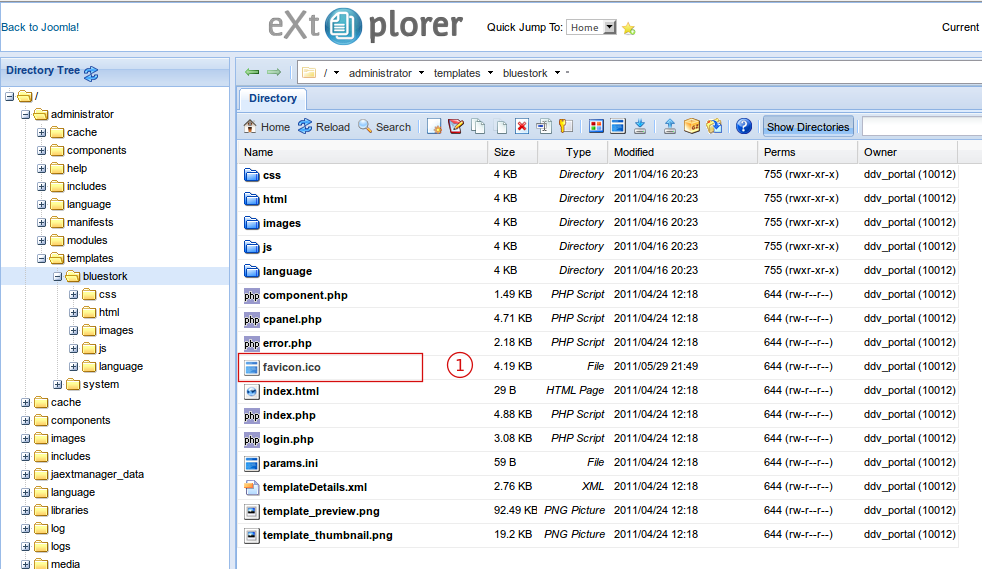 Back to Joomla!
eXtplorer
Quick Jump To: Home
Current
Directory Tree
/ administrator templates bluestork
Directory
Home Reload Search Show Directories
/
administrator
cache
components
help
includes
language
manifests
modules
templates
bluestork
css
html
images
js
language
system
cache
components
images
includes
jaextmanager_data
language
libraries
log
logs
media
Name Size Type Modified Perms Owner
css 4 KB Directory 2011/04/16 20:23 755 (rwxr-xr-x) ddv_portal (10012)
html 4 KB Directory 2011/04/16 20:23 755 (rwxr-xr-x) ddv_portal (10012)
images 4 KB Directory 2011/04/16 20:23 755 (rwxr-xr-x) ddv_portal (10012)
js 4 KB Directory 2011/04/16 20:23 755 (rwxr-xr-x) ddv_portal (10012)
language 4 KB Directory 2011/04/16 20:23 755 (rwxr-xr-x) ddv_portal (10012)
php component.php 1.49 KB PHP Script 2011/04/24 12:18 644 (rw-r--r--) ddv_portal (10012)
php cpanel.php 4.71 KB PHP Script 2011/04/24 12:18 644 (rw-r--r--) ddv_portal (10012)
php error.php 2.18 KB PHP Script 2011/04/24 12:18 644 (rw-r--r--) ddv_portal (10012)
favicon.ico 1 4.19 KB File 2011/05/29 21:49 644 (rw-r--r--) ddv_portal (10012)
index.html 29 B HTML Page 2011/04/24 12:18 644 (rw-r--r--) ddv_portal (10012)
php index.php 4.88 KB PHP Script 2011/04/24 12:18 644 (rw-r--r--) ddv_portal (10012)
php login.php 3.08 KB PHP Script 2011/04/24 12:18 644 (rw-r--r--) ddv_portal (10012)
params.ini 59 B File 2011/04/24 12:18 644 (rw-r--r--) ddv_portal (10012)
templateDetails.xml 2.76 KB XML 2011/04/24 12:18 644 (rw-r--r--) ddv_portal (10012)
template_preview.png 92.49 KB PNG Picture 2011/04/24 12:18 644 (rw-r--r--) ddv_portal (10012)
template_thumbnail.png 19.2 KB PNG Picture 2011/04/24 12:18 644 (rw-r--r--) ddv_portal (10012)